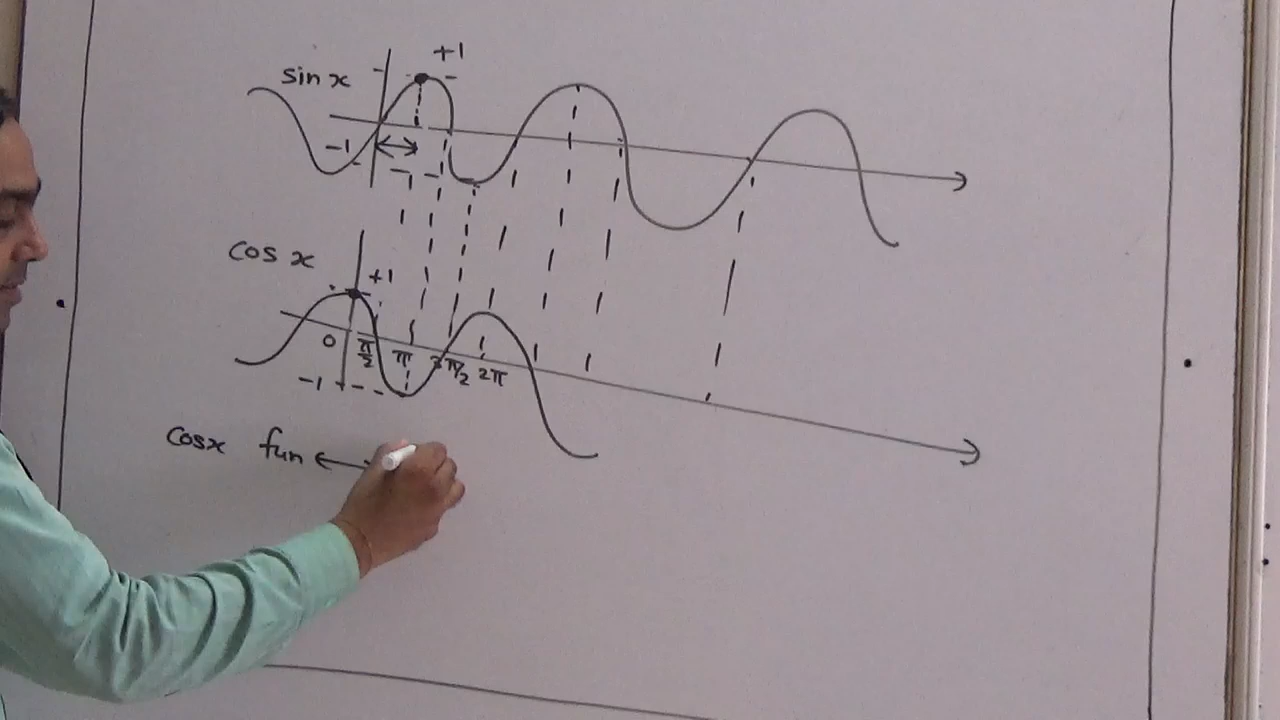 +1
sin x
-1
cos x
+1
0 π/2 π 3π/2 2π
-1
cosx fun